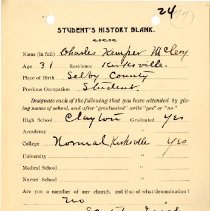 24
STUDENT'S HISTORY BLANK.
Name (in full) Charles Kemper McCloy
Age 31 Residence Kirksville.
Place of Birth Selby County
Previous Occupation Student.
Designate each of the following that you have attended by giving
name of school, and after "graduated" write "yes" or "no"
High School Clayton Graduated Yes
Academy
College Normal Kirksville Yes
University
Medical School
Nurses' School
Are you a member of any church, and if so of what denomination?
no